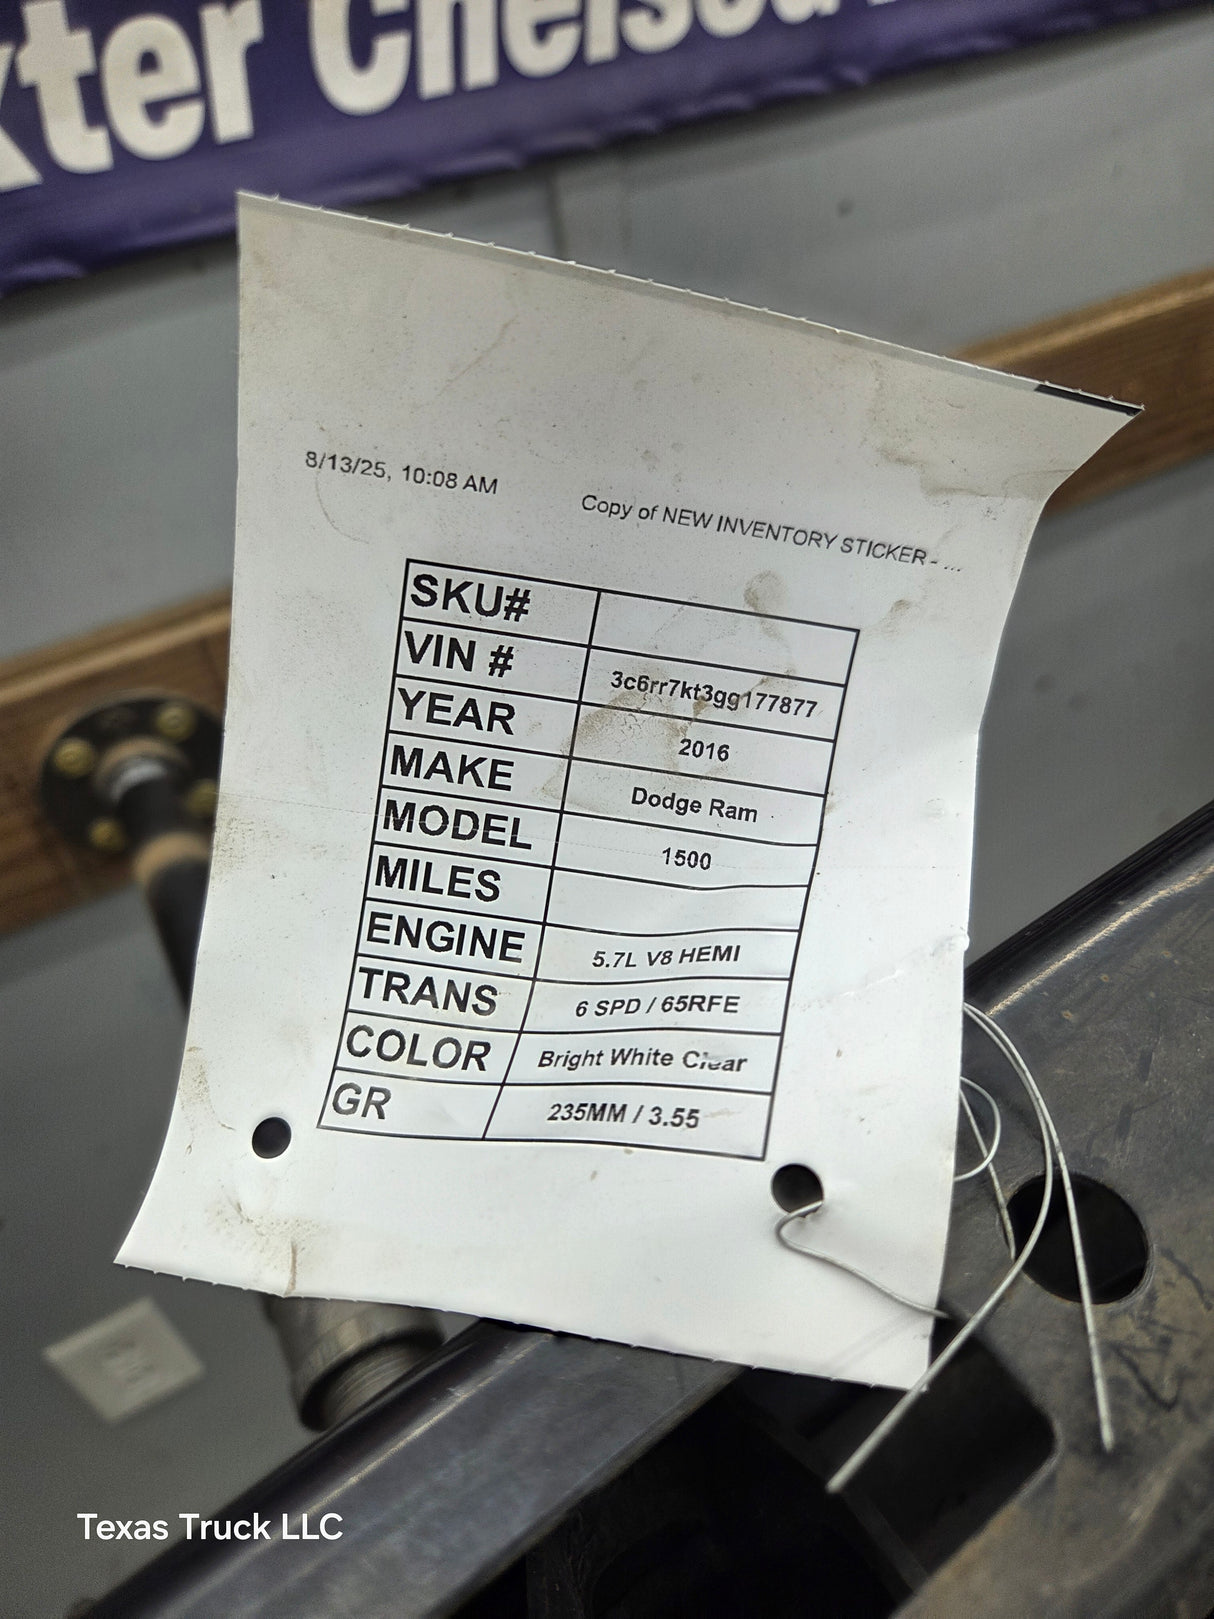 xter Chelsea
8/13/25, 10:08 AM
Copy of NEW INVENTORY STICKER - ...
SKU#
VIN # 3c6rr7kt3gg177877
YEAR 2016
MAKE Dodge Ram
MODEL 1500
MILES
ENGINE 5.7L V8 HEMI
TRANS 6 SPD / 65RFE
COLOR Bright White Clear
GR 235MM / 3.55
Texas Truck LLC